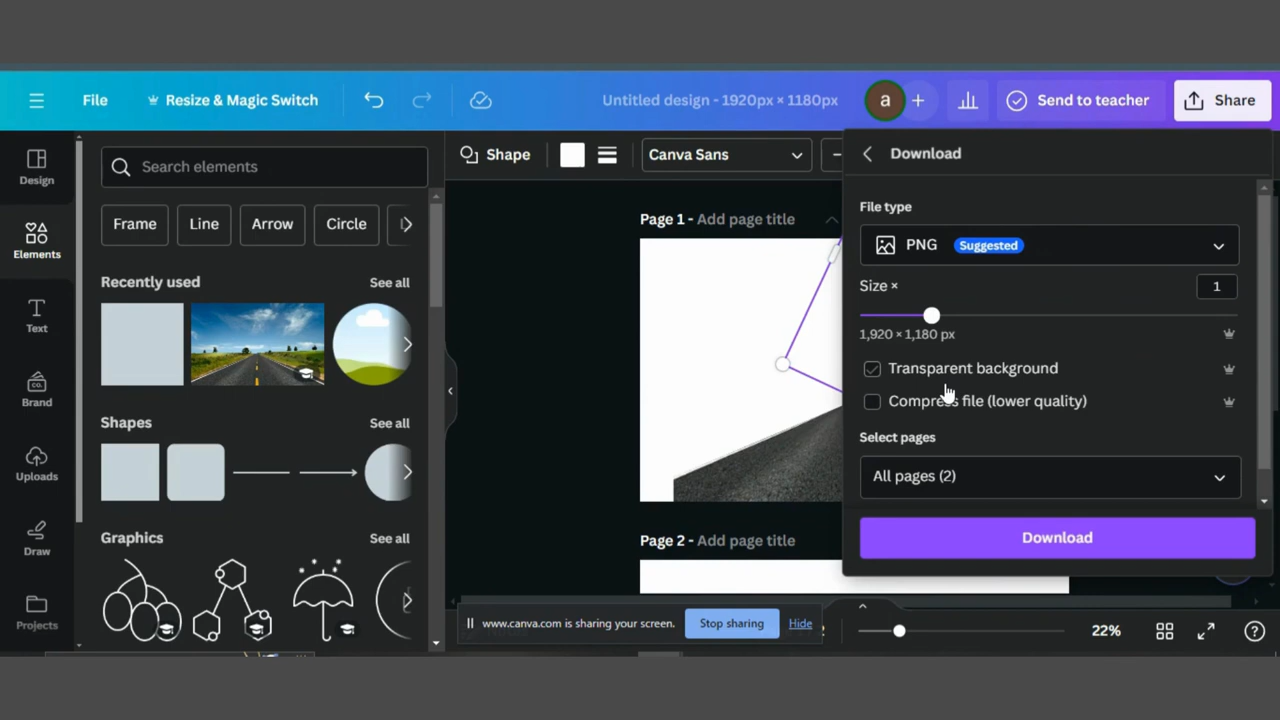 File
Resize & Magic Switch
Untitled design - 1920px × 1180px
a
+
Send to teacher
Share
Design
Elements
Text
Brand
Uploads
Draw
Projects
Search elements
Frame
Line
Arrow
Circle
Recently used
See all
Shapes
See all
Graphics
See all
Shape
Canva Sans
Page 1 - Add page title
Page 2 - Add page title
Download
File type
PNG
Suggested
Size ×
1
1,920 × 1,180 px
Transparent background
Compress file (lower quality)
Select pages
All pages (2)
Download
www.canva.com is sharing your screen.
Stop sharing
Hide
22%